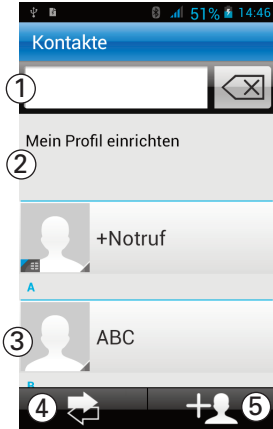 51% 14:46
Kontakte
1
Mein Profil einrichten
2
+Notruf
A
3
ABC
B
4 5